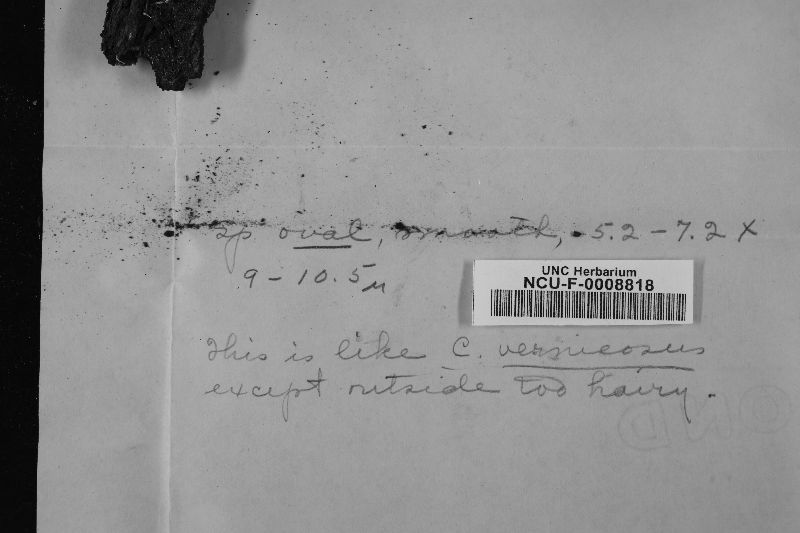 Sp oval, smooth, 5.2 – 7.2 X
9 – 10.5 μ
UNC Herbarium
NCU-F-0008818
This is like C. vernicosus
except outside too hairy.